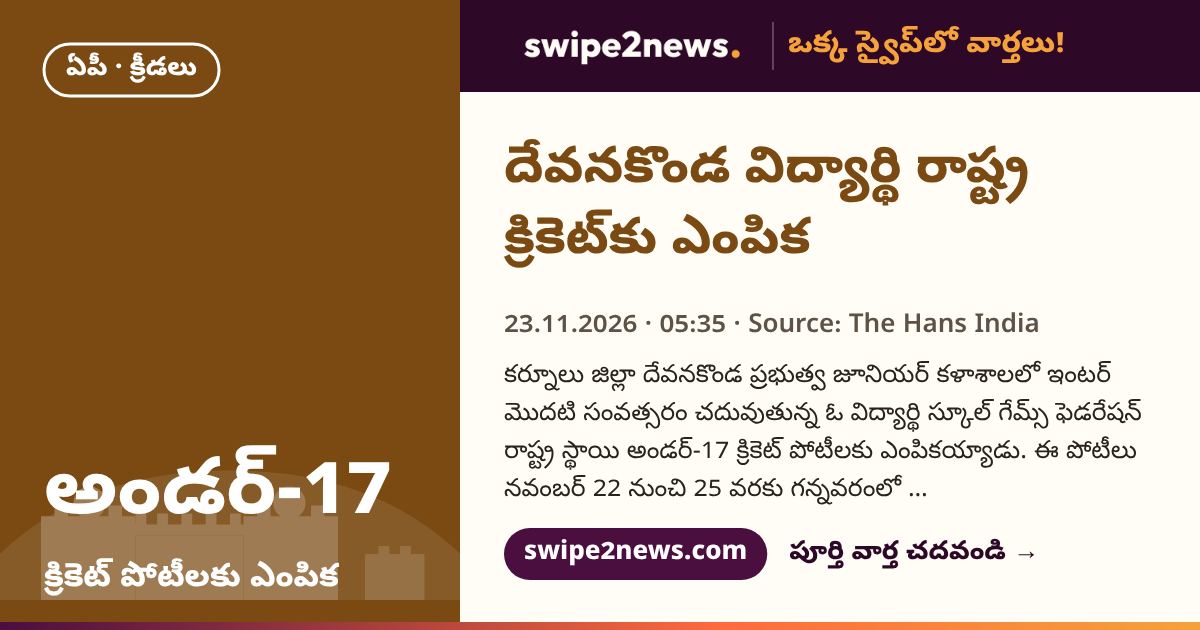 ఏపీ · క్రీడలు
అండర్-17
క్రికెట్ పోటీలకు ఎంపిక
swipe2news.
ఒక్క స్వైప్‌లో వార్తలు!
దేవనకొండ విద్యార్థి రాష్ట్ర
క్రికెట్‌కు ఎంపిక
23.11.2026 · 05:35 · Source: The Hans India
కర్నూలు జిల్లా దేవనకొండ ప్రభుత్వ జూనియర్ కళాశాలలో ఇంటర్
మొదటి సంవత్సరం చదువుతున్న ఓ విద్యార్థి స్కూల్ గేమ్స్ ఫెడరేషన్
రాష్ట్ర స్థాయి అండర్-17 క్రికెట్ పోటీలకు ఎంపికయ్యాడు. ఈ పోటీలు
నవంబర్ 22 నుంచి 25 వరకు గన్నవరంలో ...
swipe2news.com
పూర్తి వార్త చదవండి →